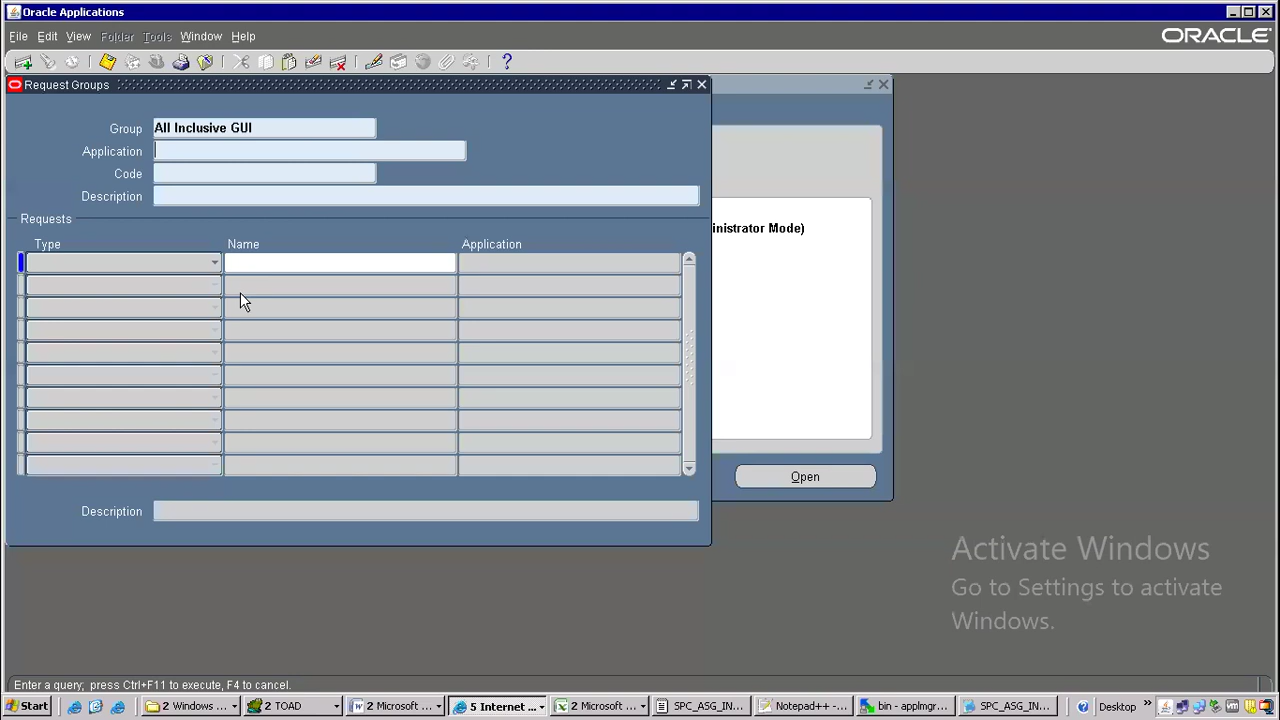 Oracle Applications
File Edit View Folder Tools Window Help
ORACLE
Request Groups
Group All Inclusive GUI
Application
Code
Description
Requests
Type Name Application
Description
inistrator Mode)
Open
Activate Windows
Go to Settings to activate
Windows.
Enter a query; press Ctrl+F11 to execute, F4 to cancel.
Start 2 Windows ... 2 TOAD 2 Microsoft ... 5 Internet ... 2 Microsoft ... SPC_ASG_IN... Notepad++ -... bin - applmgr... SPC_ASG_IN... Desktop »